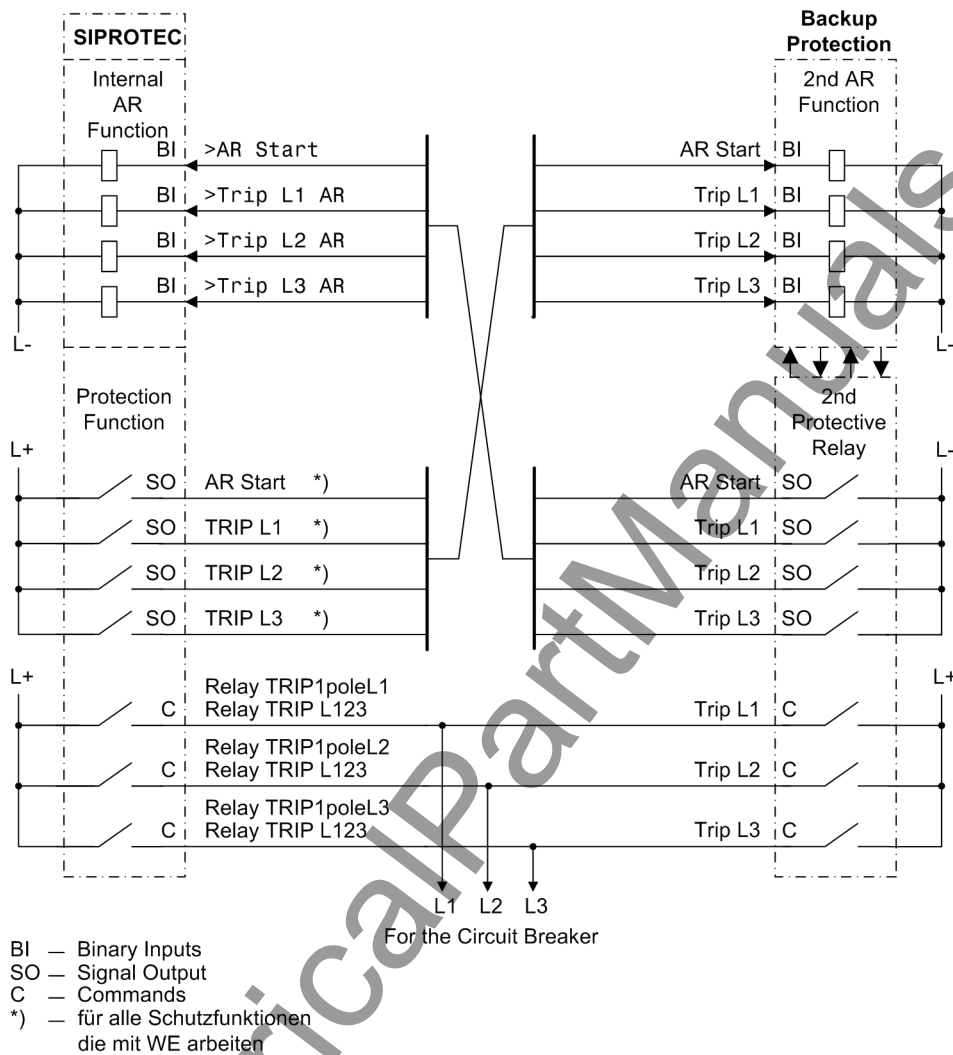 SIPROTEC
Backup
Protection
Internal
AR
Function
2nd AR
Function
BI >AR Start
AR Start BI
BI >Trip L1 AR
Trip L1 BI
BI >Trip L2 AR
Trip L2 BI
BI >Trip L3 AR
Trip L3 BI
L-
L-
Protection
Function
2nd
Protective
Relay
L+
L-
SO AR Start *)
AR Start SO
SO TRIP L1 *)
Trip L1 SO
SO TRIP L2 *)
Trip L2 SO
SO TRIP L3 *)
Trip L3 SO
L+
L+
Relay TRIP1poleL1
C Relay TRIP L123
Trip L1 C
Relay TRIP1poleL2
C Relay TRIP L123
Trip L2 C
Relay TRIP1poleL3
C Relay TRIP L123
Trip L3 C
L1 L2 L3
For the Circuit Breaker
BI — Binary Inputs
SO — Signal Output
C — Commands
*) — für alle Schutzfunktionen
die mit WE arbeiten
ricalPartManuals